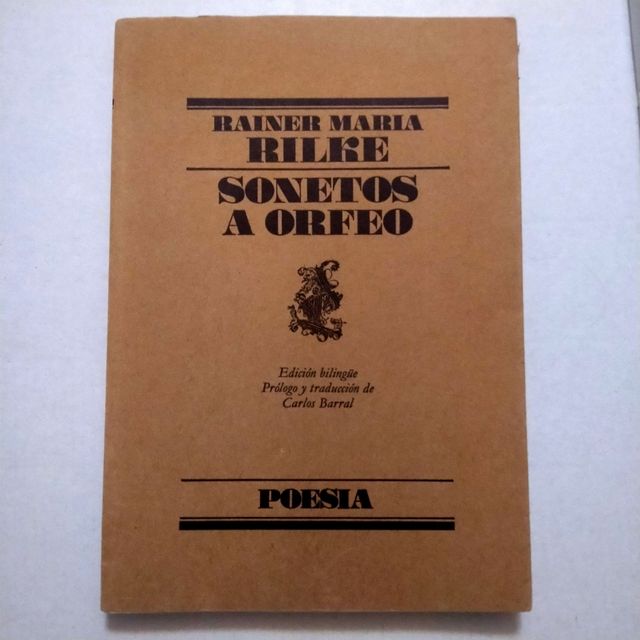 RAINER MARIA
RILKE
SONETOS
A ORFEO
Edición bilingüe
Prólogo y traducción de
Carlos Barral
POESIA